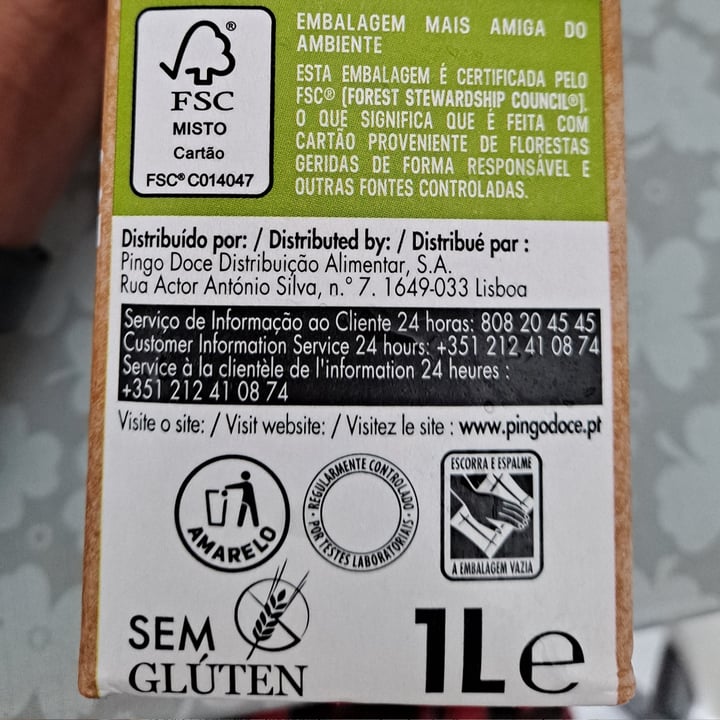 FSC®
MISTO
Cartão
FSC® C014047
EMBALAGEM MAIS AMIGA DO
AMBIENTE
ESTA EMBALAGEM É CERTIFICADA PELO
FSC® (FOREST STEWARDSHIP COUNCIL®),
O QUE SIGNIFICA QUE É FEITA COM
CARTÃO PROVENIENTE DE FLORESTAS
GERIDAS DE FORMA RESPONSÁVEL E
OUTRAS FONTES CONTROLADAS.
Distribuído por: / Distributed by: / Distribué par :
Pingo Doce Distribuição Alimentar, S.A.
Rua Actor António Silva, n.º 7. 1649-033 Lisboa
Serviço de Informação ao Cliente 24 horas: 808 20 45 45
Customer Information Service 24 hours: +351 212 41 08 74
Service à la clientèle de l'information 24 heures :
+351 212 41 08 74
Visite o site: / Visit website: / Visitez le site : www.pingodoce.pt
AMARELO
REGULARMENTE CONTROLADO
POR TESTES LABORATORIAIS
ESCORRA E ESPALME
A EMBALAGEM VAZIA
SEM
GLÚTEN
1L e